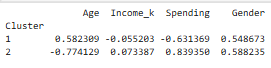 Age Income_k Spending Gender
Cluster
1 0.582309 -0.055203 -0.631369 0.548673
2 -0.774129 0.073387 0.839350 0.588235